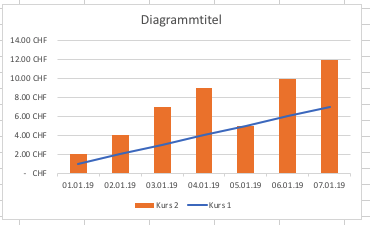 Diagrammtitel
14.00 CHF
12.00 CHF
10.00 CHF
8.00 CHF
6.00 CHF
4.00 CHF
2.00 CHF
- CHF
01.01.19 02.01.19 03.01.19 04.01.19 05.01.19 06.01.19 07.01.19
Kurs 2 Kurs 1